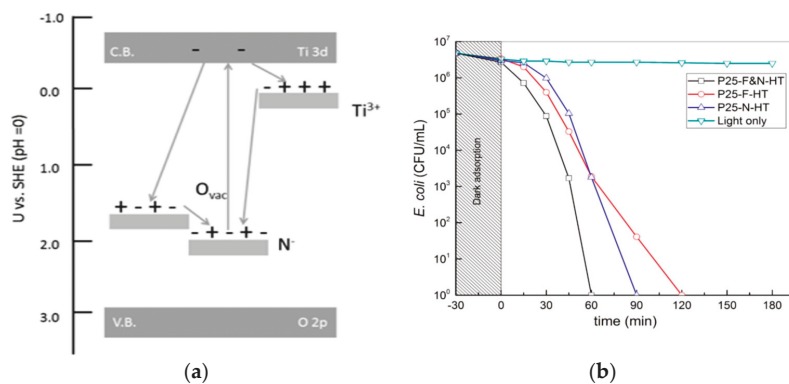 -1.0
C.B. - - Ti 3d
0.0
- + + +
Ti³⁺
U vs. SHE (pH =0)
1.0
Oᵥₐc
+ - + -
- + - + -
2.0
N⁻
3.0
V.B. O 2p
(a)
10⁷
10⁶
10⁵
10⁴
10³
10²
10¹
10⁰
E. coli (CFU/mL)
Dark adsorption
P25-F&N-HT
P25-F-HT
P25-N-HT
Light only
-30 0 30 60 90 120 150 180
time (min)
(b)